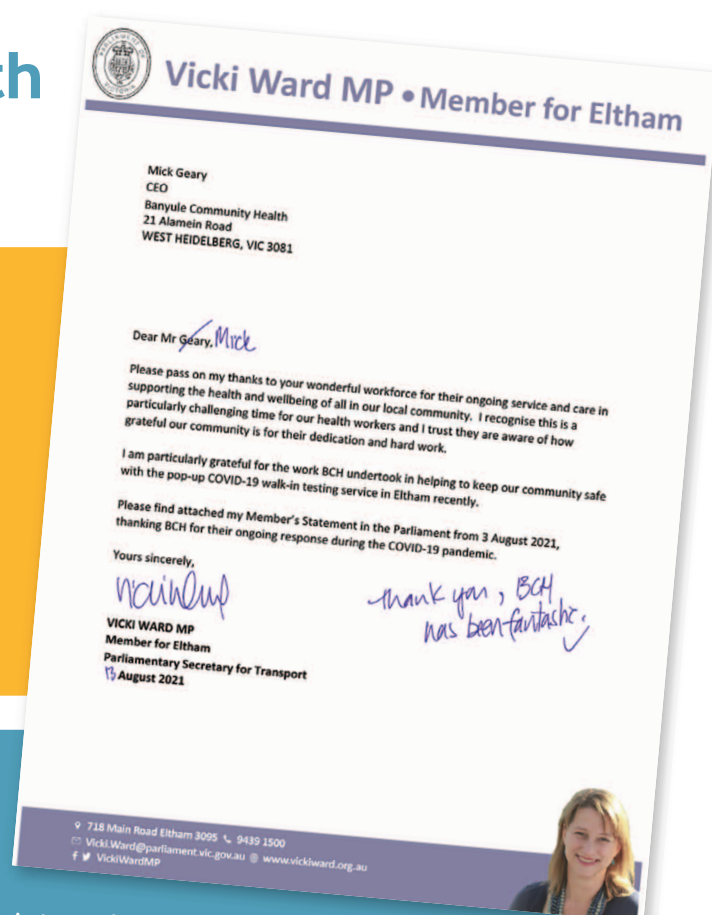 th
PARLIAMENT OF
VICTORIA
Vicki Ward MP • Member for Eltham
Mick Geary
CEO
Banyule Community Health
21 Alamein Road
WEST HEIDELBERG, VIC 3081
Dear Mr Geary, Mick
Please pass on my thanks to your wonderful workforce for their ongoing service and care in
supporting the health and wellbeing of all in our local community. I recognise this is a
particularly challenging time for our health workers and I trust they are aware of how
grateful our community is for their dedication and hard work.
I am particularly grateful for the work BCH undertook in helping to keep our community safe
with the pop-up COVID-19 walk-in testing service in Eltham recently.
Please find attached my Member's Statement in the Parliament from 3 August 2021,
thanking BCH for their ongoing response during the COVID-19 pandemic.
Yours sincerely,
Thank you, BCH
has been fantastic.
VICKI WARD MP
Member for Eltham
Parliamentary Secretary for Transport
13 August 2021
718 Main Road Eltham 3095 9439 1500
Vicki.Ward@parliament.vic.gov.au www.vickiward.org.au
VickiWardMP